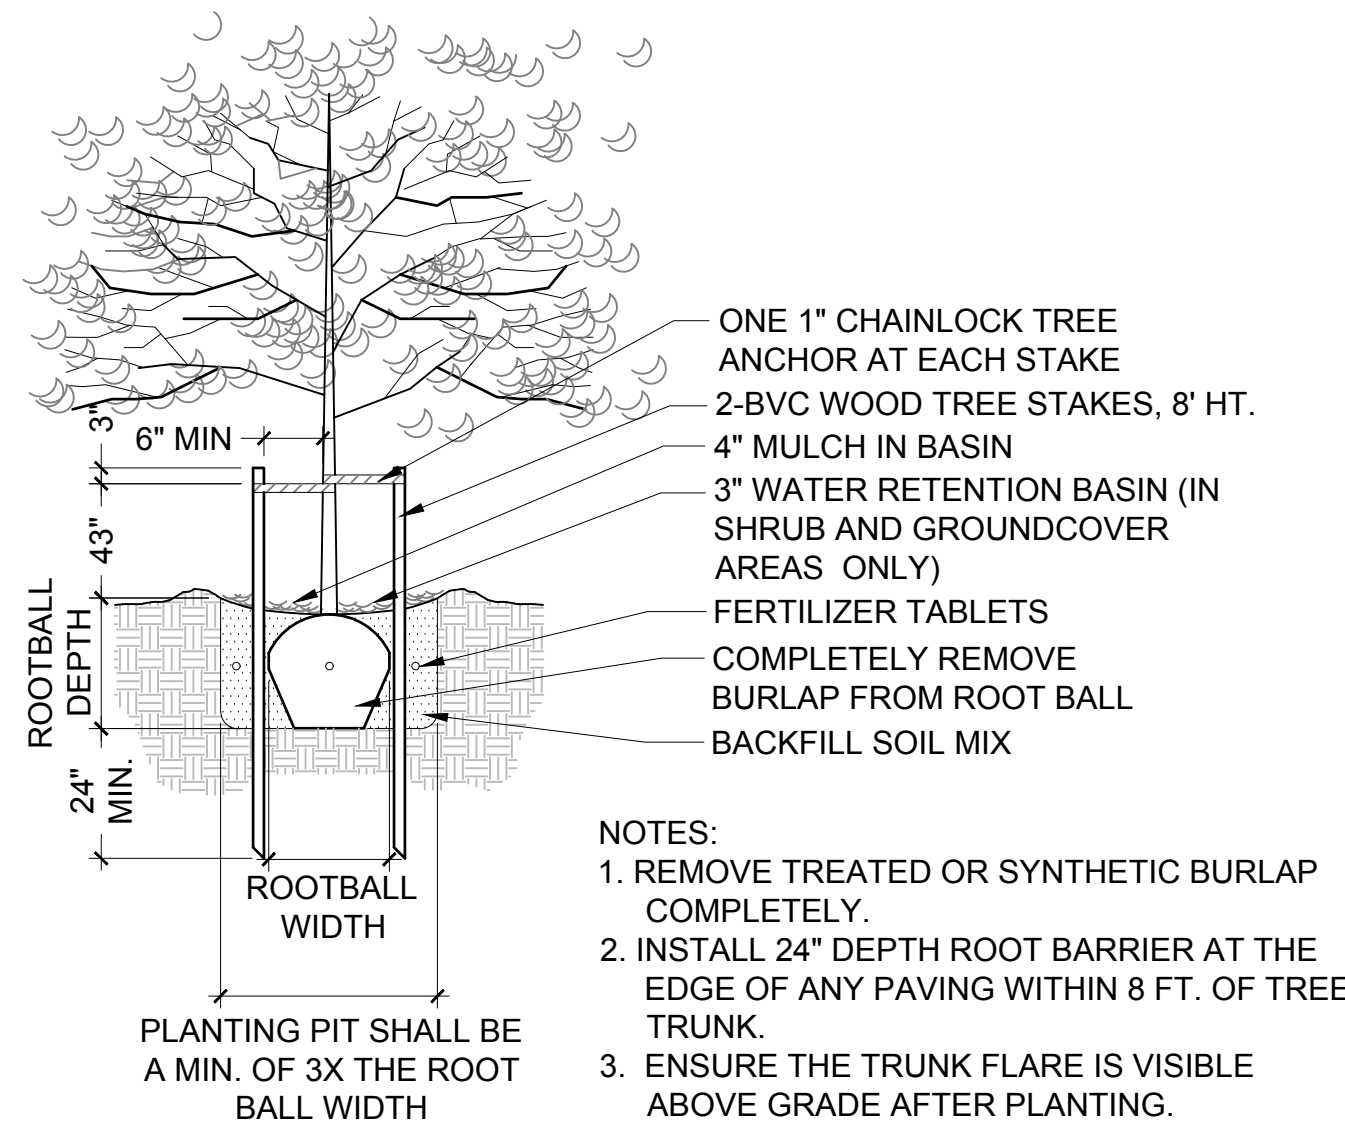 ONE 1" CHAINLOCK TREE
ANCHOR AT EACH STAKE
2-BVC WOOD TREE STAKES, 8' HT.
4" MULCH IN BASIN
3" WATER RETENTION BASIN (IN
SHRUB AND GROUNDCOVER
AREAS ONLY)
FERTILIZER TABLETS
COMPLETELY REMOVE
BURLAP FROM ROOT BALL
BACKFILL SOIL MIX
3"
6" MIN
43"
ROOTBALL
DEPTH
24"
MIN.
ROOTBALL
WIDTH
PLANTING PIT SHALL BE
A MIN. OF 3X THE ROOT
BALL WIDTH
NOTES:
1. REMOVE TREATED OR SYNTHETIC BURLAP
COMPLETELY.
2. INSTALL 24" DEPTH ROOT BARRIER AT THE
EDGE OF ANY PAVING WITHIN 8 FT. OF TREE
TRUNK.
3. ENSURE THE TRUNK FLARE IS VISIBLE
ABOVE GRADE AFTER PLANTING.